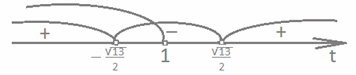 + − +
−√13/2 1 √13/2 t